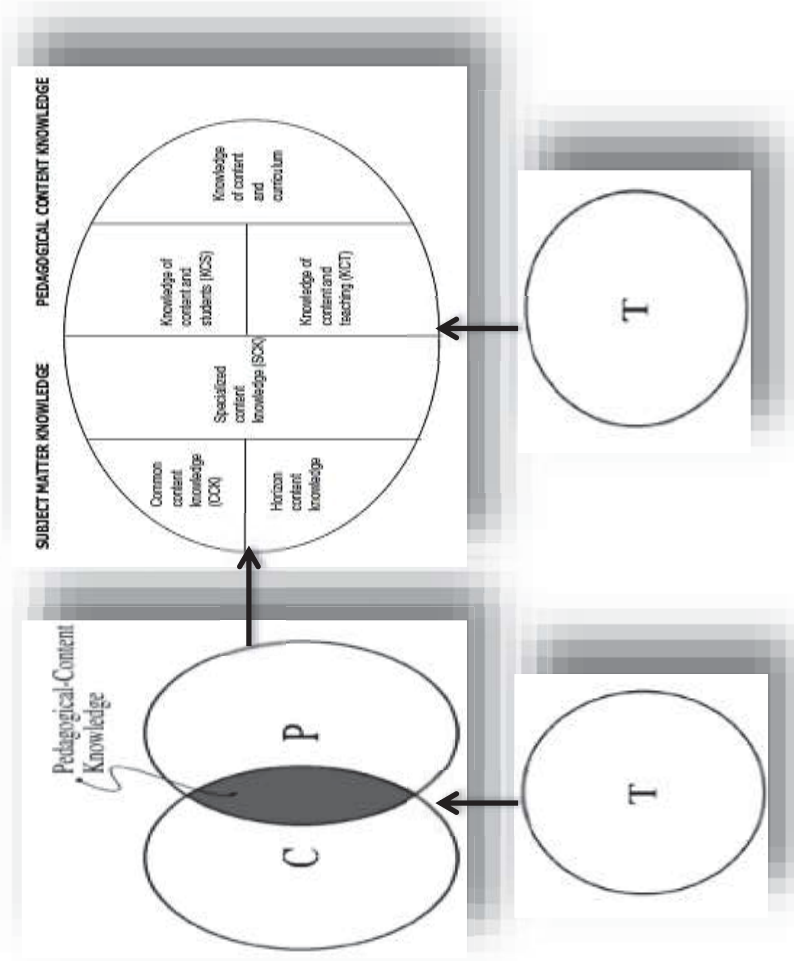 SUBJECT MATTER KNOWLEDGE
PEDAGOGICAL CONTENT KNOWLEDGE
Common
content
knowledge
(CCK)
Horizon
content
knowledge
Specialized
content
knowledge (SCK)
Knowledge of
content and
students (KCS)
Knowledge of
content and
teaching (KCT)
Knowledge
of content
and
curriculum
Pedagogical-Content
Knowledge
C
P
T
T